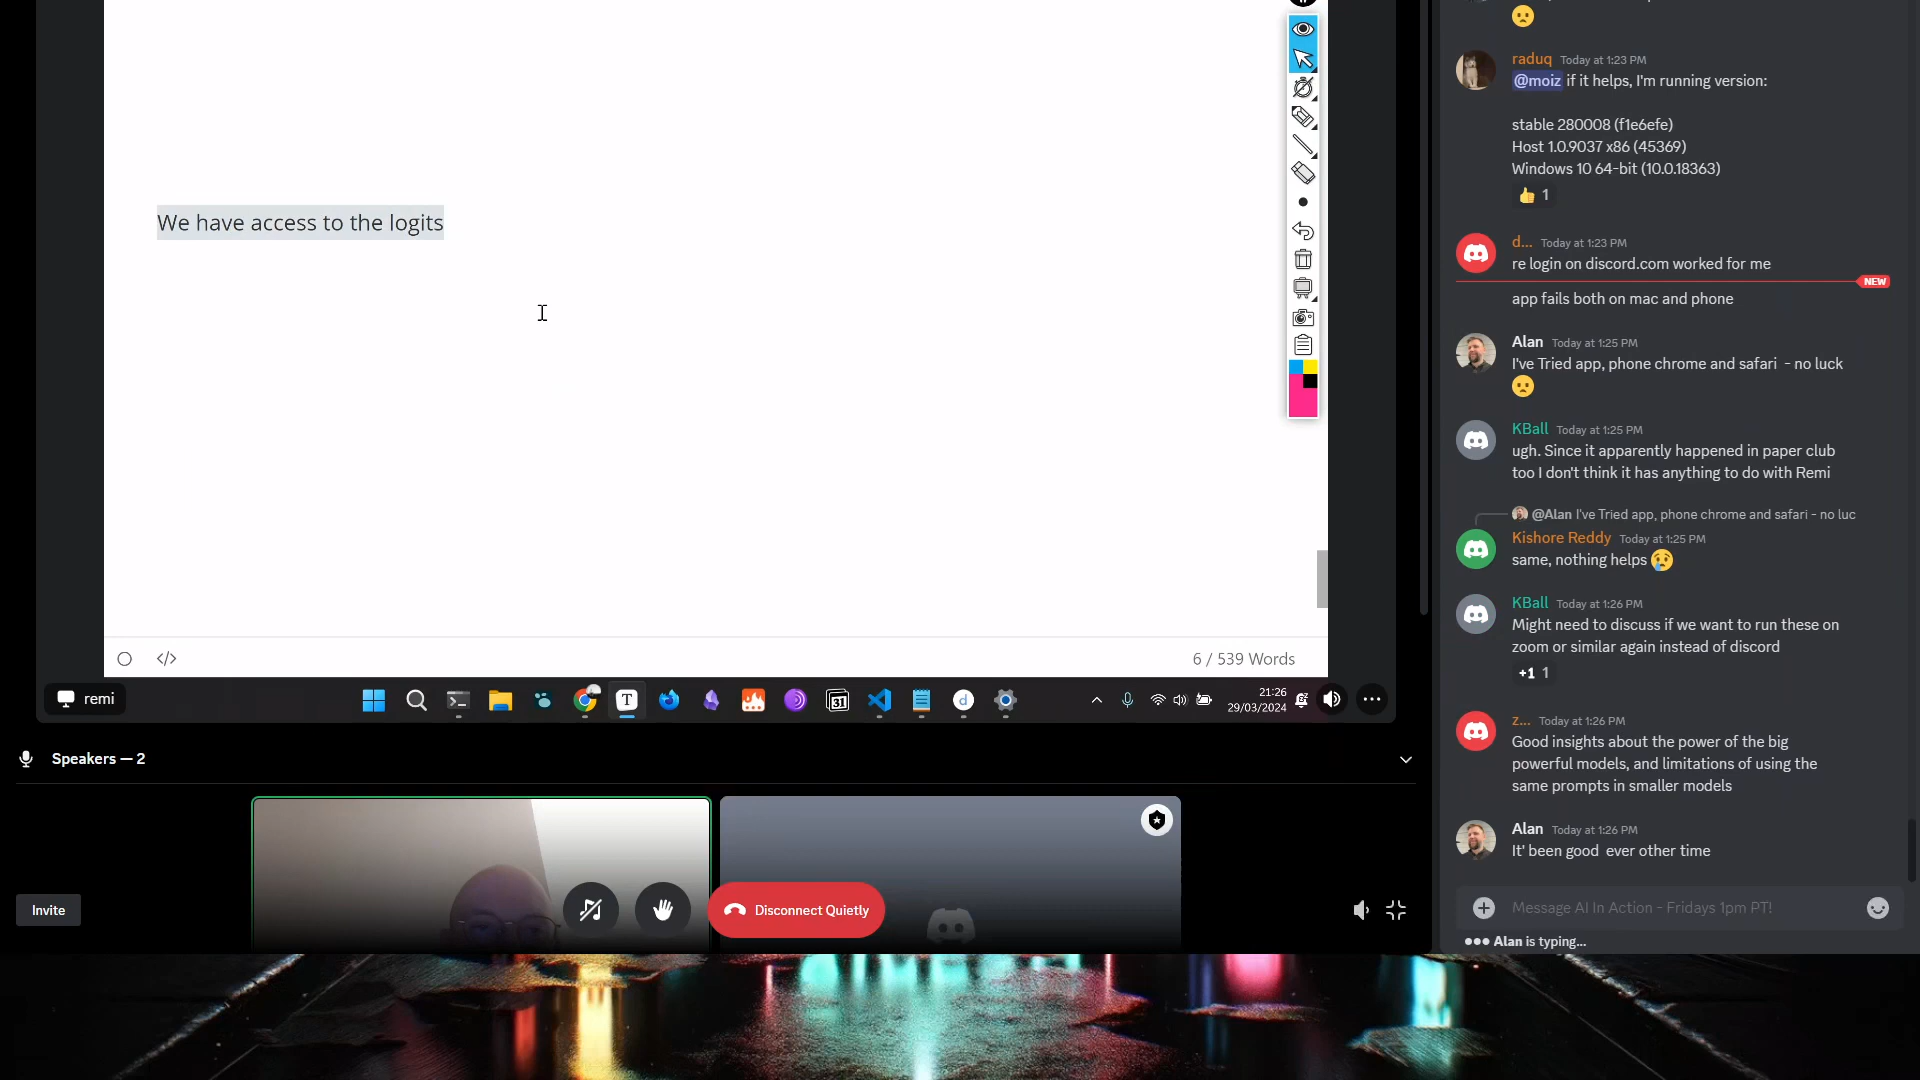 We have access to the logits
6 / 539 Words
remi
T
31
d
21:26
29/03/2024
Speakers — 2
Invite
Disconnect Quietly
raduq Today at 1:23 PM
@moiz if it helps, I'm running version:
stable 280008 (f1e6efe)
Host 1.0.9037 x86 (45369)
Windows 10 64-bit (10.0.18363)
👍 1
d... Today at 1:23 PM
re login on discord.com worked for me
NEW
app fails both on mac and phone
Alan Today at 1:25 PM
I've Tried app, phone chrome and safari - no luck
KBall Today at 1:25 PM
ugh. Since it apparently happened in paper club
too I don't think it has anything to do with Remi
@Alan I've Tried app, phone chrome and safari - no luc
Kishore Reddy Today at 1:25 PM
same, nothing helps 😢
KBall Today at 1:26 PM
Might need to discuss if we want to run these on
zoom or similar again instead of discord
+1 1
z... Today at 1:26 PM
Good insights about the power of the big
powerful models, and limitations of using the
same prompts in smaller models
Alan Today at 1:26 PM
It' been good ever other time
Message AI In Action - Fridays 1pm PT!
Alan is typing...